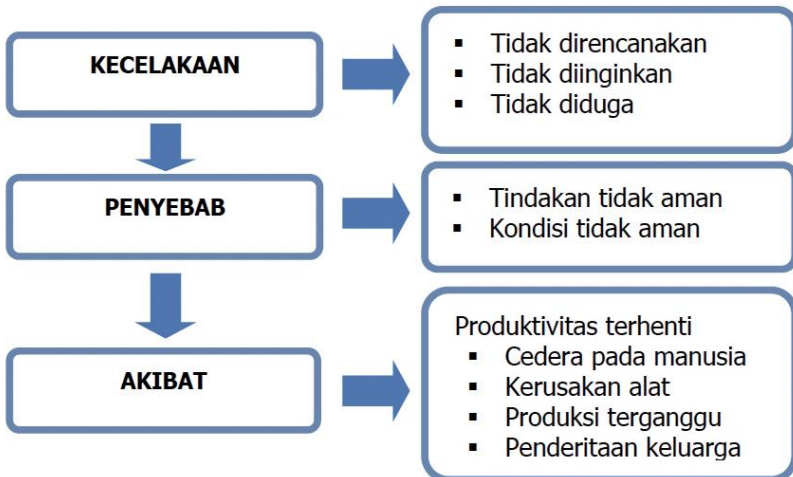 KECELAKAAN
▪ Tidak direncanakan
▪ Tidak diinginkan
▪ Tidak diduga
PENYEBAB
▪ Tindakan tidak aman
▪ Kondisi tidak aman
AKIBAT
Produktivitas terhenti
▪ Cedera pada manusia
▪ Kerusakan alat
▪ Produksi terganggu
▪ Penderitaan keluarga